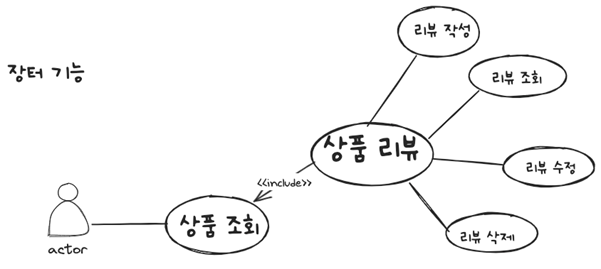 리뷰 작성
장터 기능
리뷰 조회
상품 리뷰
리뷰 수정
<<include>>
상품 조회
리뷰 삭제
actor